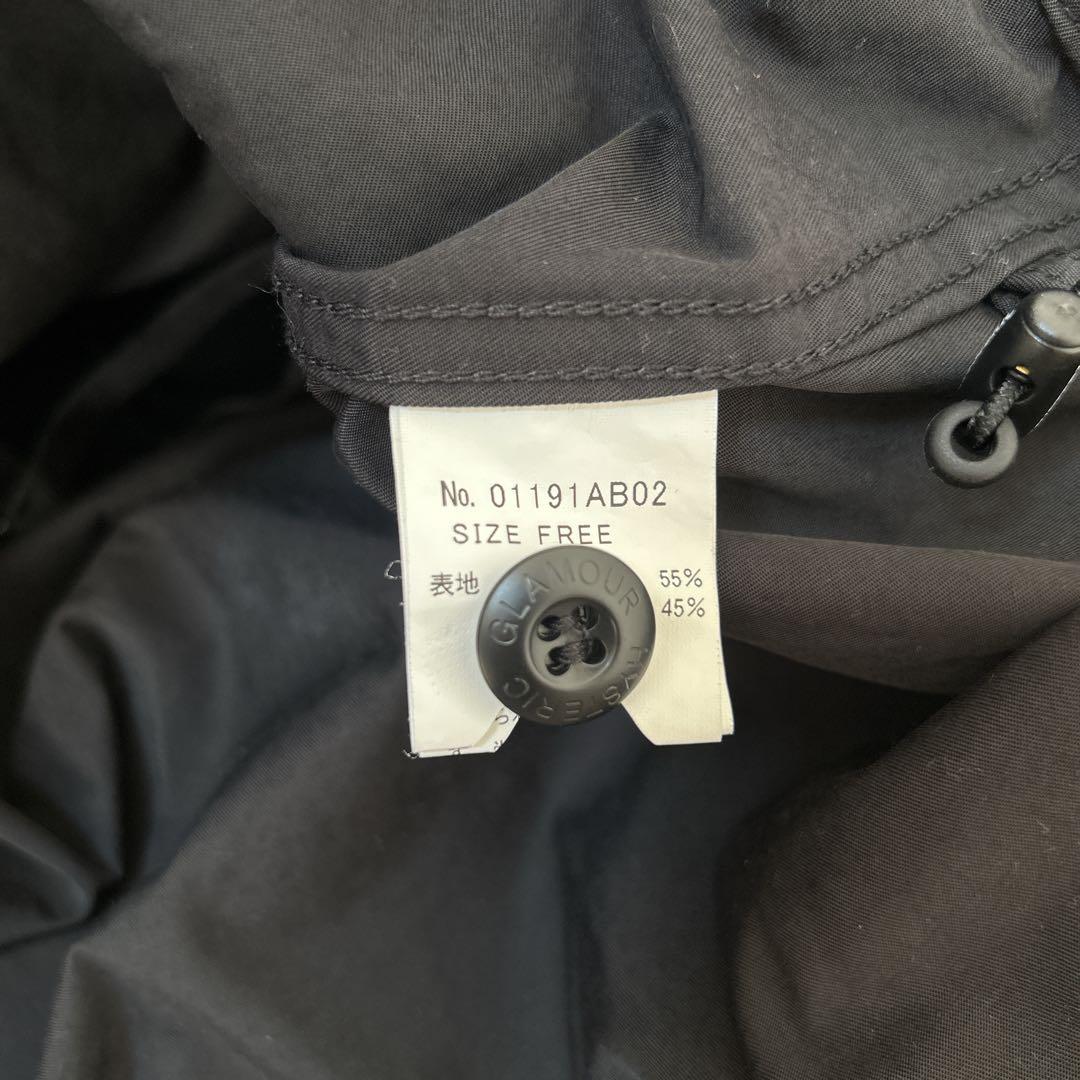 No. 01191AB02
SIZE FREE
表地 55%
45%
GLAMOUR HYSTERIC